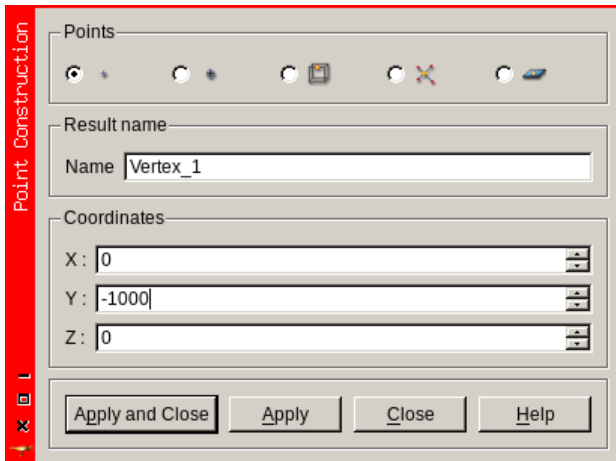 Point Construction
Points
Result name
Name Vertex_1
Coordinates
X : 0
Y : -1000
Z : 0
Apply and Close Apply Close Help